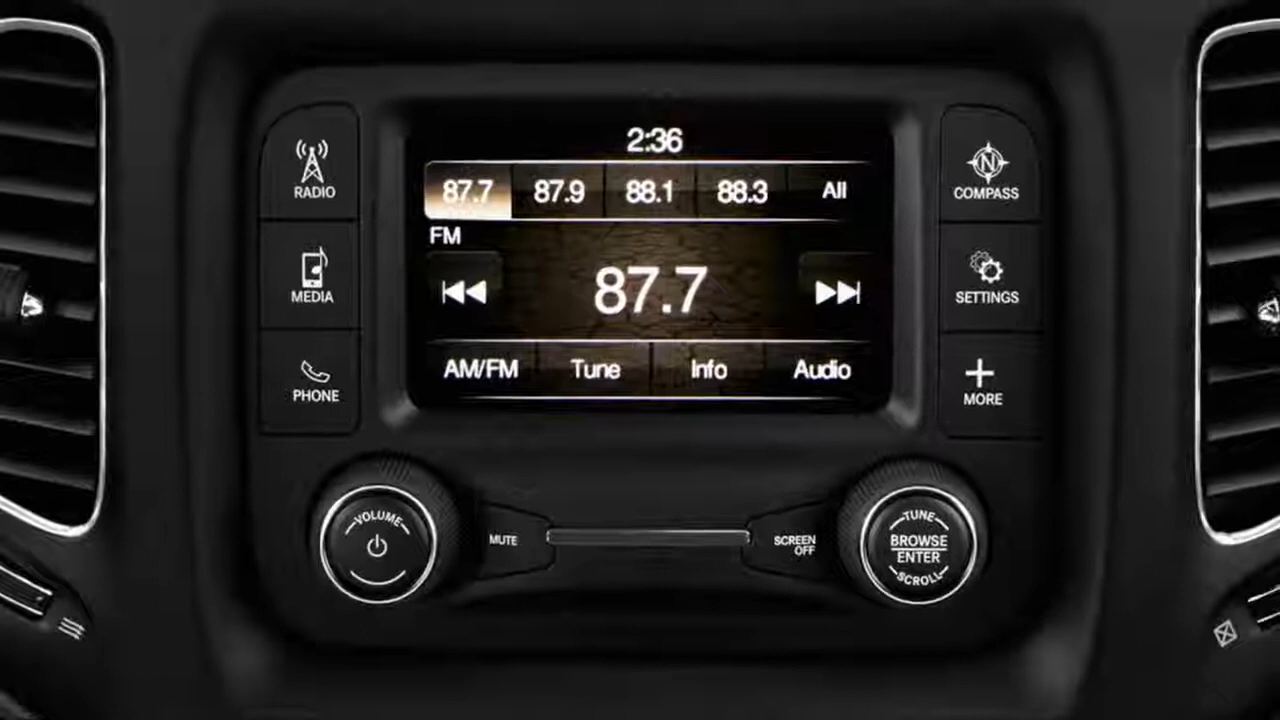 2:36
87.7 87.9 88.1 88.3 All
FM
87.7
AM/FM Tune Info Audio
RADIO
MEDIA
PHONE
N
COMPASS
SETTINGS
MORE
VOLUME
MUTE
SCREEN
OFF
TUNE
BROWSE
ENTER
SCROLL